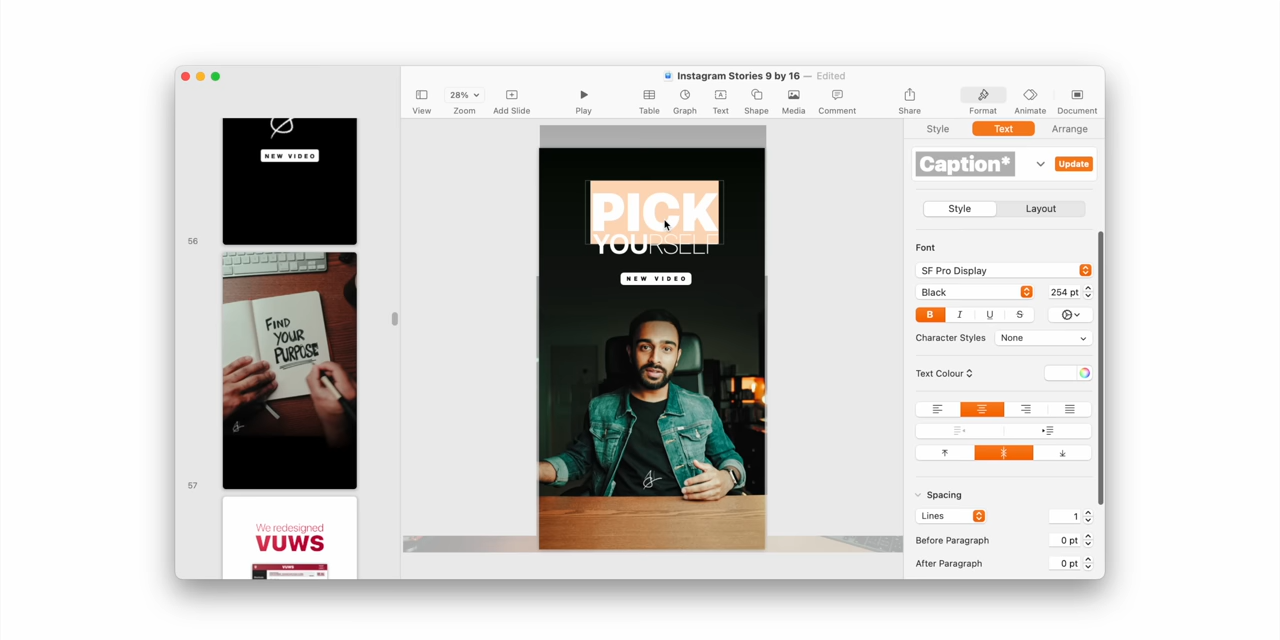 Instagram Stories 9 by 16 — Edited
28%
View
Zoom
Add Slide
Play
Table
Graph
Text
Shape
Media
Comment
Share
Format
Animate
Document
NEW VIDEO
56
FIND
YOUR
PURPOSE
57
We redesigned
VUWS
PICK
YOURSELF
NEW VIDEO
Style
Text
Arrange
Caption*
Update
Style
Layout
Font
SF Pro Display
Black
254 pt
B I U S
Character Styles
None
Text Colour
Spacing
Lines
1
Before Paragraph
0 pt
After Paragraph
0 pt